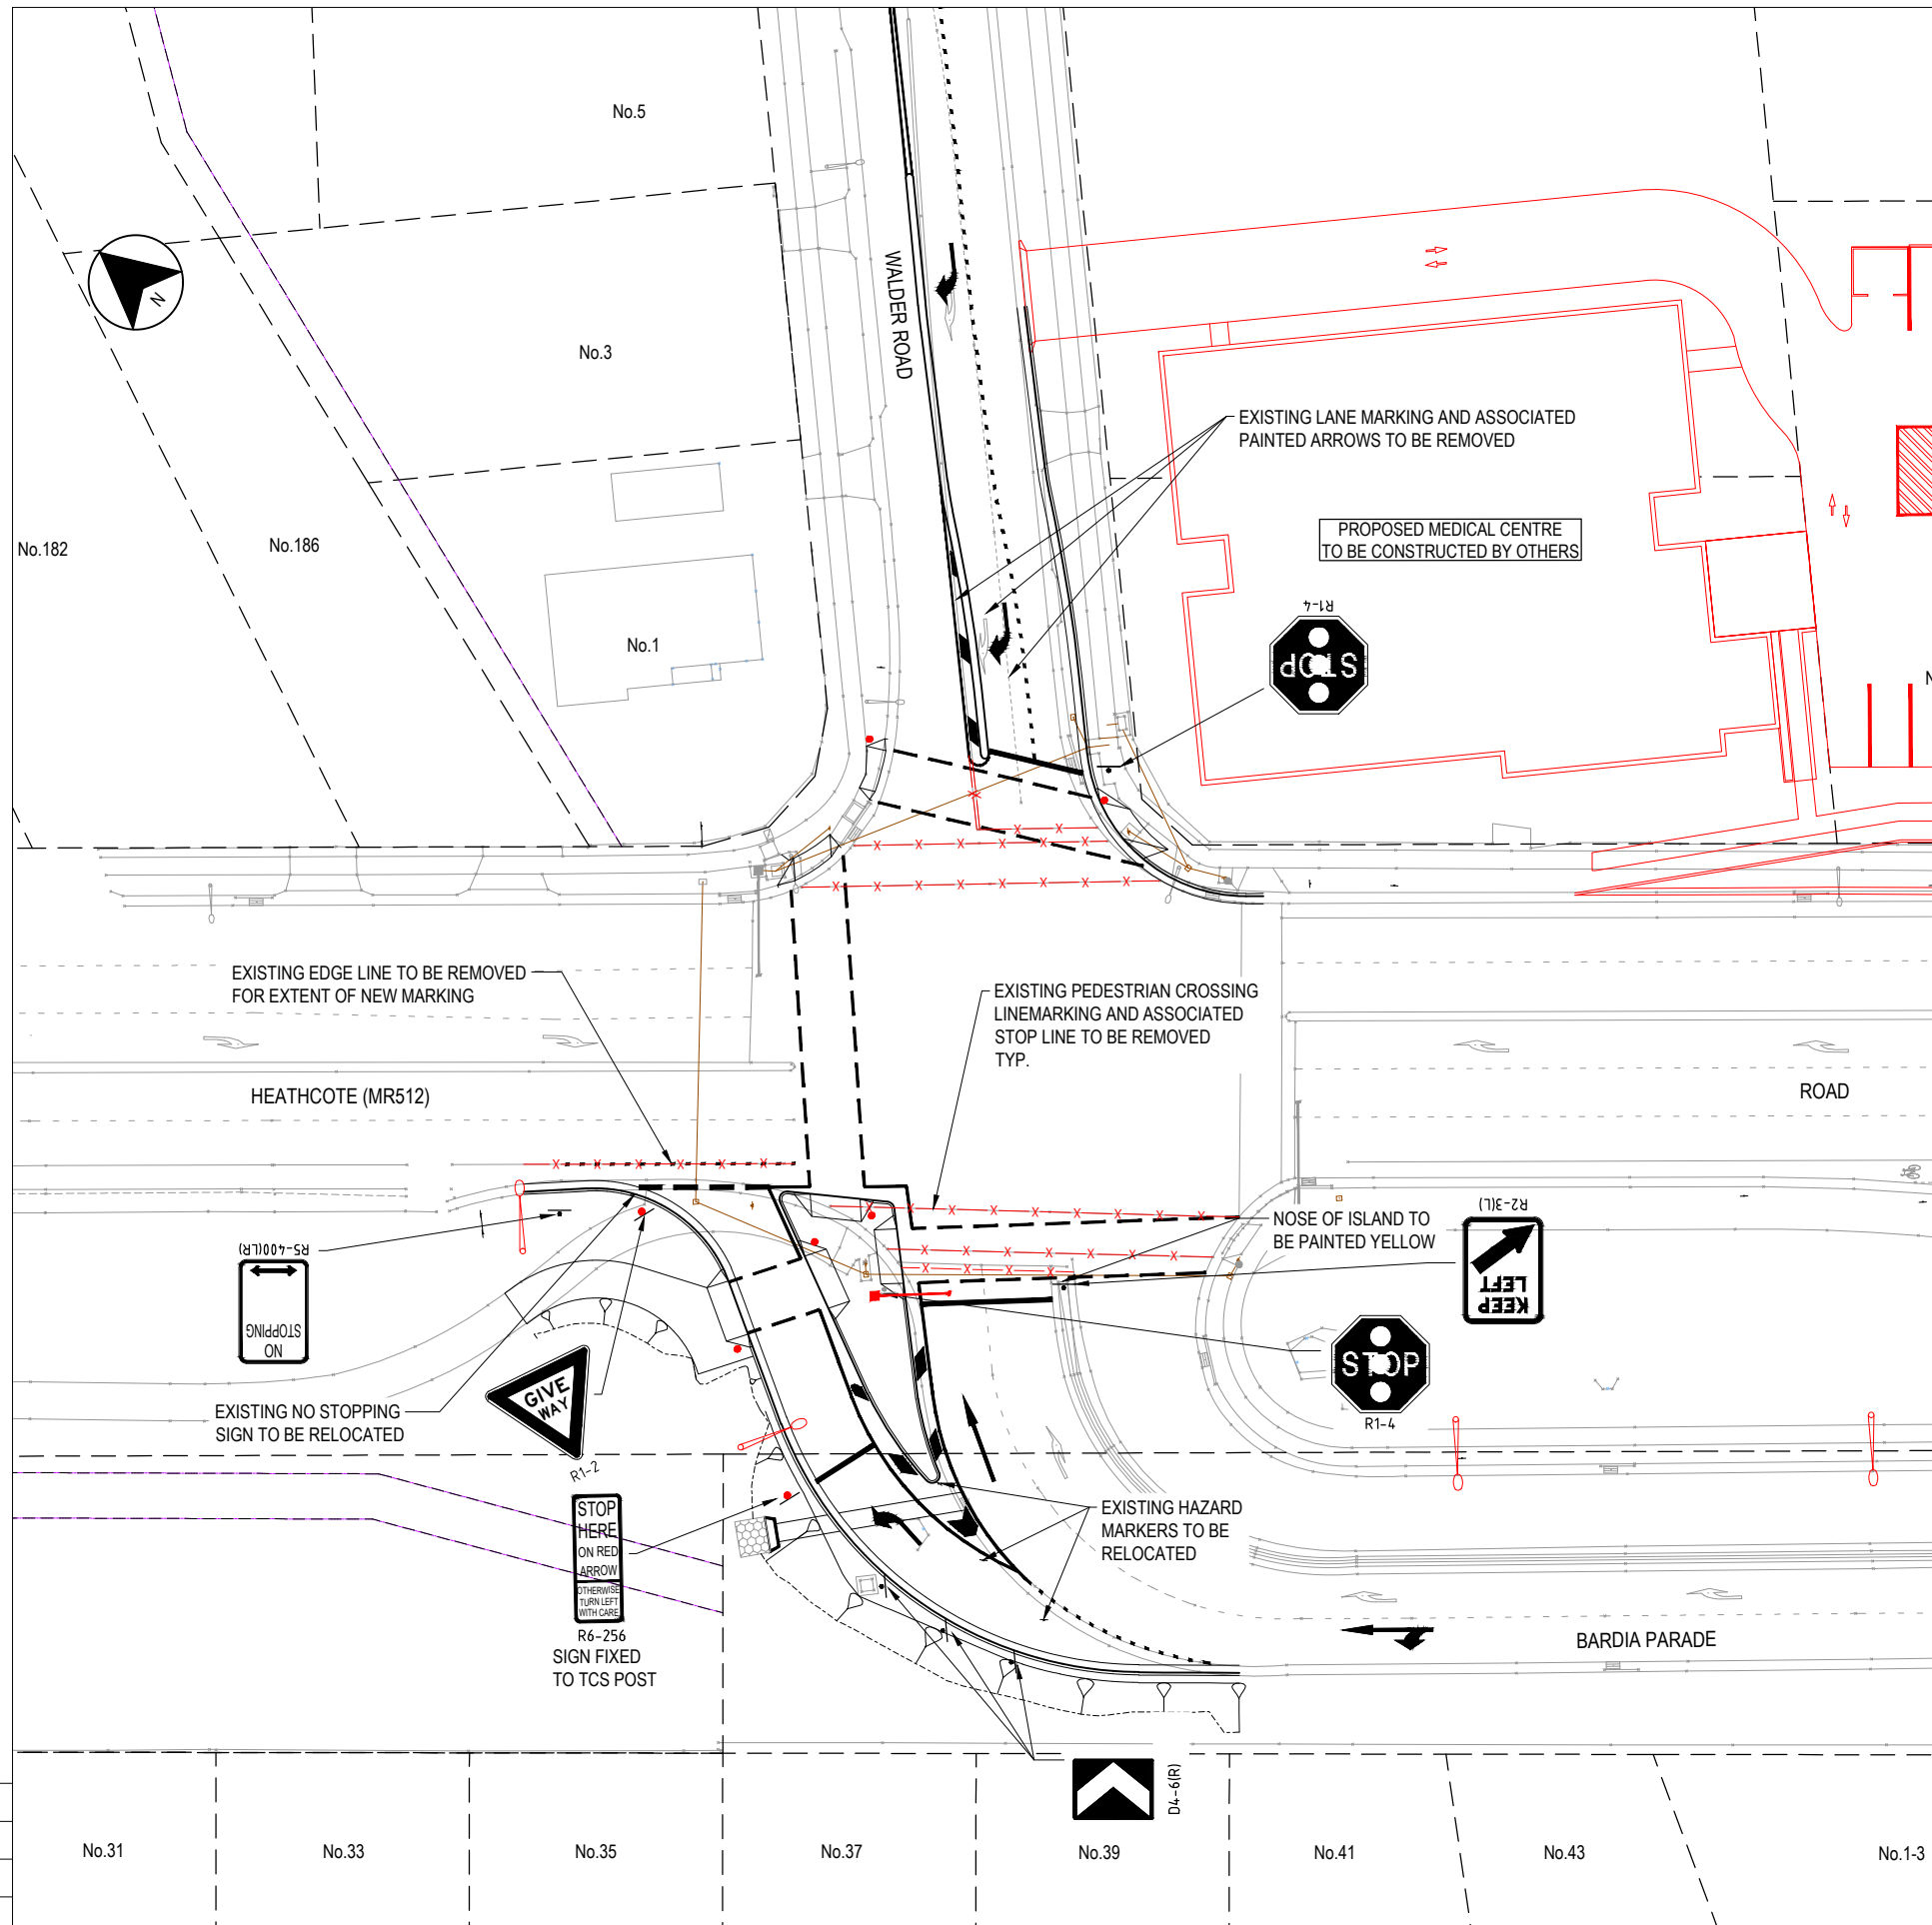 No.5
WALDER ROAD
N
No.3
EXISTING LANE MARKING AND ASSOCIATED
PAINTED ARROWS TO BE REMOVED
PROPOSED MEDICAL CENTRE
TO BE CONSTRUCTED BY OTHERS
No.182
No.186
R1-4
STOP
No.1
EXISTING EDGE LINE TO BE REMOVED
FOR EXTENT OF NEW MARKING
EXISTING PEDESTRIAN CROSSING
LINEMARKING AND ASSOCIATED
STOP LINE TO BE REMOVED
TYP.
HEATHCOTE (MR512)
ROAD
NOSE OF ISLAND TO
BE PAINTED YELLOW
R2-3(L)
KEEP
LEFT
R5-400(LR)
NO
STOPPING
STOP
R1-4
GIVE
WAY
R1-2
EXISTING NO STOPPING
SIGN TO BE RELOCATED
STOP
HERE
ON RED
ARROW
OTHERWISE
TURN LEFT
WITH CARE
R6-256
SIGN FIXED
TO TCS POST
EXISTING HAZARD
MARKERS TO BE
RELOCATED
BARDIA PARADE
D4-6(R)
No.31
No.33
No.35
No.37
No.39
No.41
No.43
No.1-3